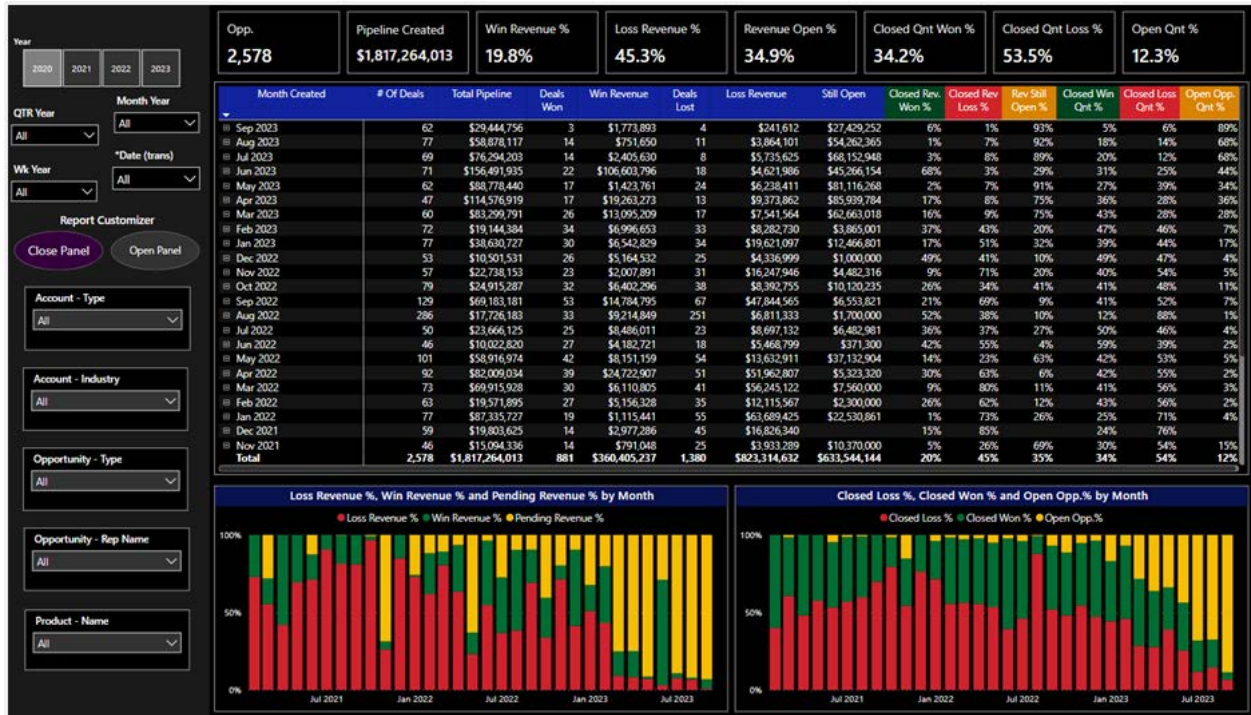 Year
2020 2021 2022 2023
QTR Year
All
Month Year
All
Wk Year
All
*Date (trans)
All
Report Customizer
Close Panel Open Panel
Account - Type
All
Account - Industry
All
Opportunity - Type
All
Opportunity - Rep Name
All
Product - Name
All
Opp.
2,578
Pipeline Created
$1,817,264,013
Win Revenue %
19.8%
Loss Revenue %
45.3%
Revenue Open %
34.9%
Closed Qnt Won %
34.2%
Closed Qnt Loss %
53.5%
Open Qnt %
12.3%
Month Created # Of Deals Total Pipeline Deals Won Win Revenue Deals Lost Loss Revenue Still Open Closed Rev. Won % Closed Rev Loss % Rev Still Open % Closed Win Qnt % Closed Loss Qnt % Open Opp. Qnt %
Sep 2023 62 $29,444,756 3 $1,773,893 4 $241,612 $27,429,252 6% 1% 93% 5% 6% 89%
Aug 2023 77 $58,878,117 14 $751,650 11 $3,864,101 $54,262,365 1% 7% 92% 18% 14% 68%
Jul 2023 69 $76,294,203 14 $2,405,630 8 $5,735,625 $68,152,948 3% 8% 89% 20% 12% 68%
Jun 2023 71 $156,491,935 22 $106,603,796 18 $4,621,986 $45,266,154 68% 3% 29% 31% 25% 44%
May 2023 62 $88,778,440 17 $1,423,761 24 $6,238,411 $81,116,268 2% 7% 91% 27% 39% 34%
Apr 2023 47 $114,576,919 17 $19,263,273 13 $9,373,862 $85,939,784 17% 8% 75% 36% 28% 36%
Mar 2023 60 $83,299,791 26 $13,095,209 17 $7,541,564 $62,663,018 16% 9% 75% 43% 28% 28%
Feb 2023 72 $19,144,384 34 $6,996,653 33 $8,282,730 $3,865,001 37% 43% 20% 47% 46% 7%
Jan 2023 77 $38,630,727 30 $6,542,829 34 $19,621,097 $12,466,801 17% 51% 32% 39% 44% 17%
Dec 2022 53 $10,501,531 26 $5,164,532 25 $4,336,999 $1,000,000 49% 41% 10% 49% 47% 4%
Nov 2022 57 $22,738,153 23 $2,007,891 31 $16,247,946 $4,482,316 9% 71% 20% 40% 54% 5%
Oct 2022 79 $24,915,287 32 $6,402,296 38 $8,392,755 $10,120,235 26% 34% 41% 41% 48% 11%
Sep 2022 129 $69,183,181 53 $14,784,795 67 $47,844,565 $6,553,821 21% 69% 9% 41% 52% 7%
Aug 2022 286 $17,726,183 33 $9,214,849 251 $6,811,333 $1,700,000 52% 38% 10% 12% 88% 1%
Jul 2022 50 $23,666,125 25 $8,486,011 23 $8,697,132 $6,482,981 36% 37% 27% 50% 46% 4%
Jun 2022 46 $10,022,820 27 $4,182,721 18 $5,468,799 $371,300 42% 55% 4% 59% 39% 2%
May 2022 101 $58,916,974 42 $8,151,159 54 $13,632,911 $37,132,904 14% 23% 63% 42% 53% 5%
Apr 2022 92 $82,009,034 39 $24,722,907 51 $51,962,807 $5,323,320 30% 63% 6% 42% 55% 2%
Mar 2022 73 $69,915,928 30 $6,110,805 41 $56,245,122 $7,560,000 9% 80% 11% 41% 56% 3%
Feb 2022 63 $19,571,895 27 $5,156,328 35 $12,115,567 $2,300,000 26% 62% 12% 43% 56% 2%
Jan 2022 77 $87,335,727 19 $1,115,441 55 $63,689,425 $22,530,861 1% 73% 26% 25% 71% 4%
Dec 2021 59 $19,803,625 14 $2,977,286 45 $16,826,340 15% 85% 24% 76%
Nov 2021 46 $15,094,336 14 $791,048 25 $3,933,289 $10,370,000 5% 26% 69% 30% 54% 15%
Total 2,578 $1,817,264,013 881 $360,405,237 1,380 $823,314,632 $633,544,144 20% 45% 35% 34% 54% 12%
Loss Revenue %, Win Revenue % and Pending Revenue % by Month
Loss Revenue % Win Revenue % Pending Revenue %
100%
50%
0%
Jul 2021 Jan 2022 Jul 2022 Jan 2023 Jul 2023
Closed Loss %, Closed Won % and Open Opp.% by Month
Closed Loss % Closed Won % Open Opp.%
100%
50%
0%
Jul 2021 Jan 2022 Jul 2022 Jan 2023 Jul 2023